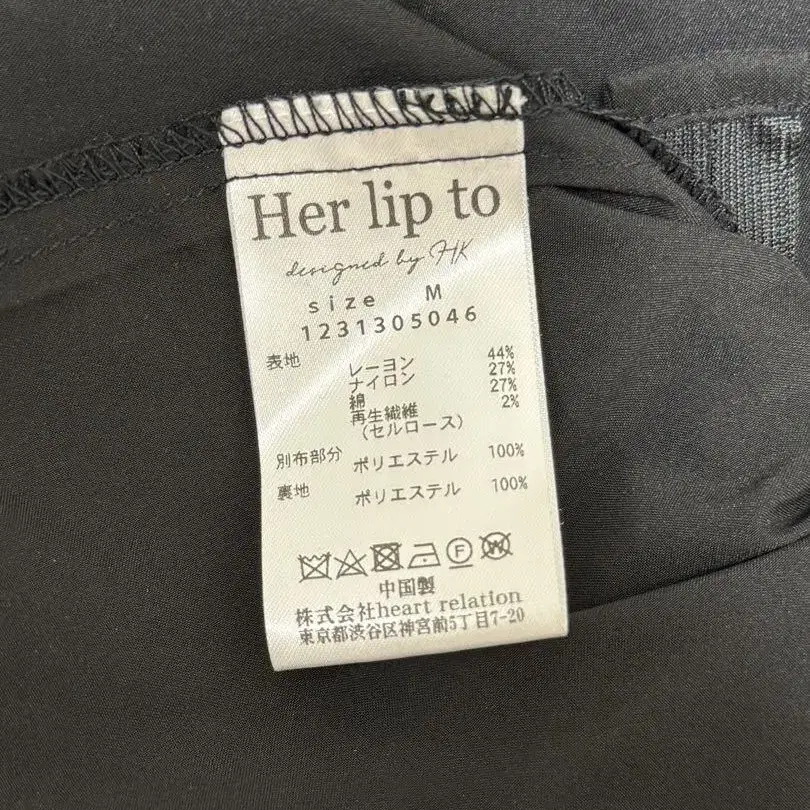 Her lip to
designed by HK
size M
1231305046
表地 レーヨン 44%
ナイロン 27%
綿 27%
再生繊維 2%
(セルロース)
別布部分 ポリエステル 100%
裏地 ポリエステル 100%
F W
中国製
株式会社heart relation
東京都渋谷区神宮前5丁目7-20